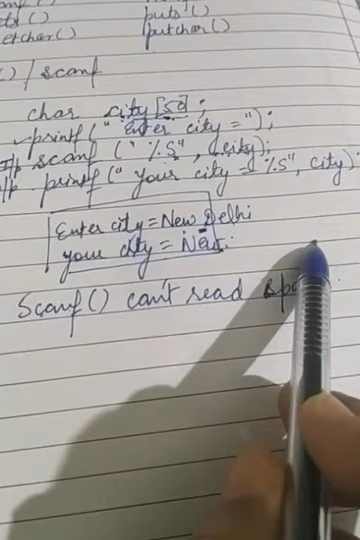 puts()
etchar() putchar()
() / scanf
char city[50];
printf(" Enter city =");
I/p scanf (" %s", city);
o/p. printf(" your city = %s", city)
Enter city = New Delhi
your city = New
Scanf() can't read